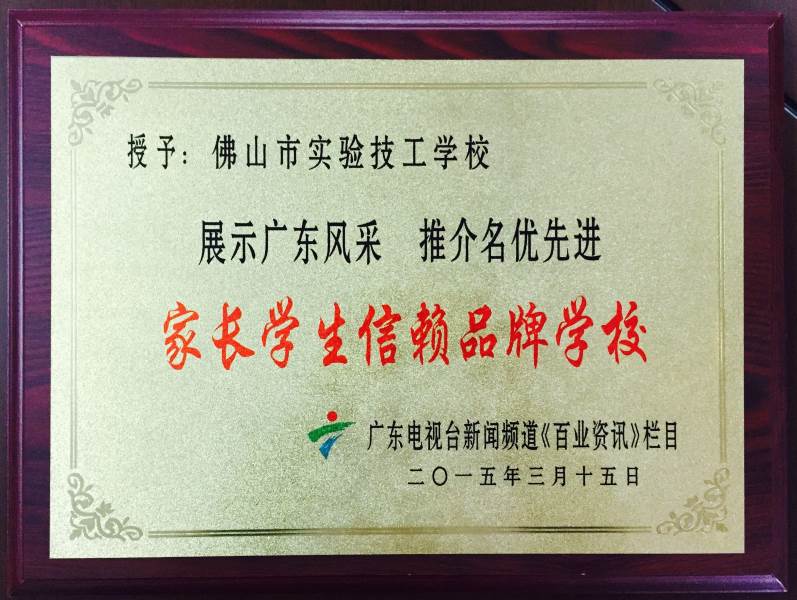 授予：佛山市实验技工学校
展示广东风采　推介名优先进
家长学生信赖品牌学校
广东电视台新闻频道《百业资讯》栏目
二〇一五年三月十五日